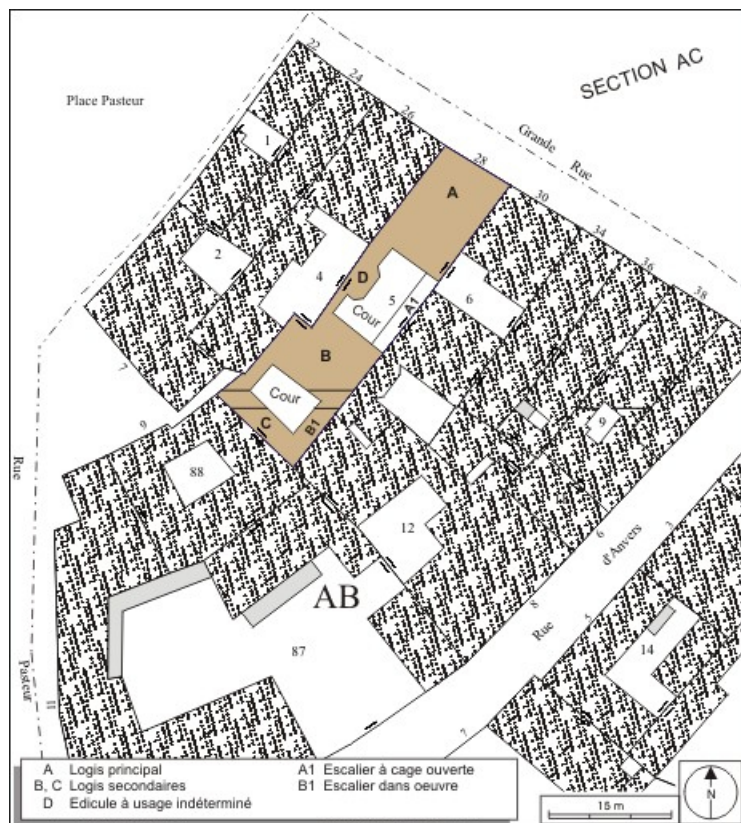 SECTION AC
Place Pasteur
22
24
26
28
30
34
36
38
Grande Rue
1
2
4
A
D
5
A1
Cour
6
B
Cour
C
B1
7
9
88
9
12
AB
87
6
8
Rue d'Anvers
3
4
14
7
Rue Pasteur
11
A Logis principal
B, C Logis secondaires
D Edicule à usage indéterminé
A1 Escalier à cage ouverte
B1 Escalier dans oeuvre
15 m
N